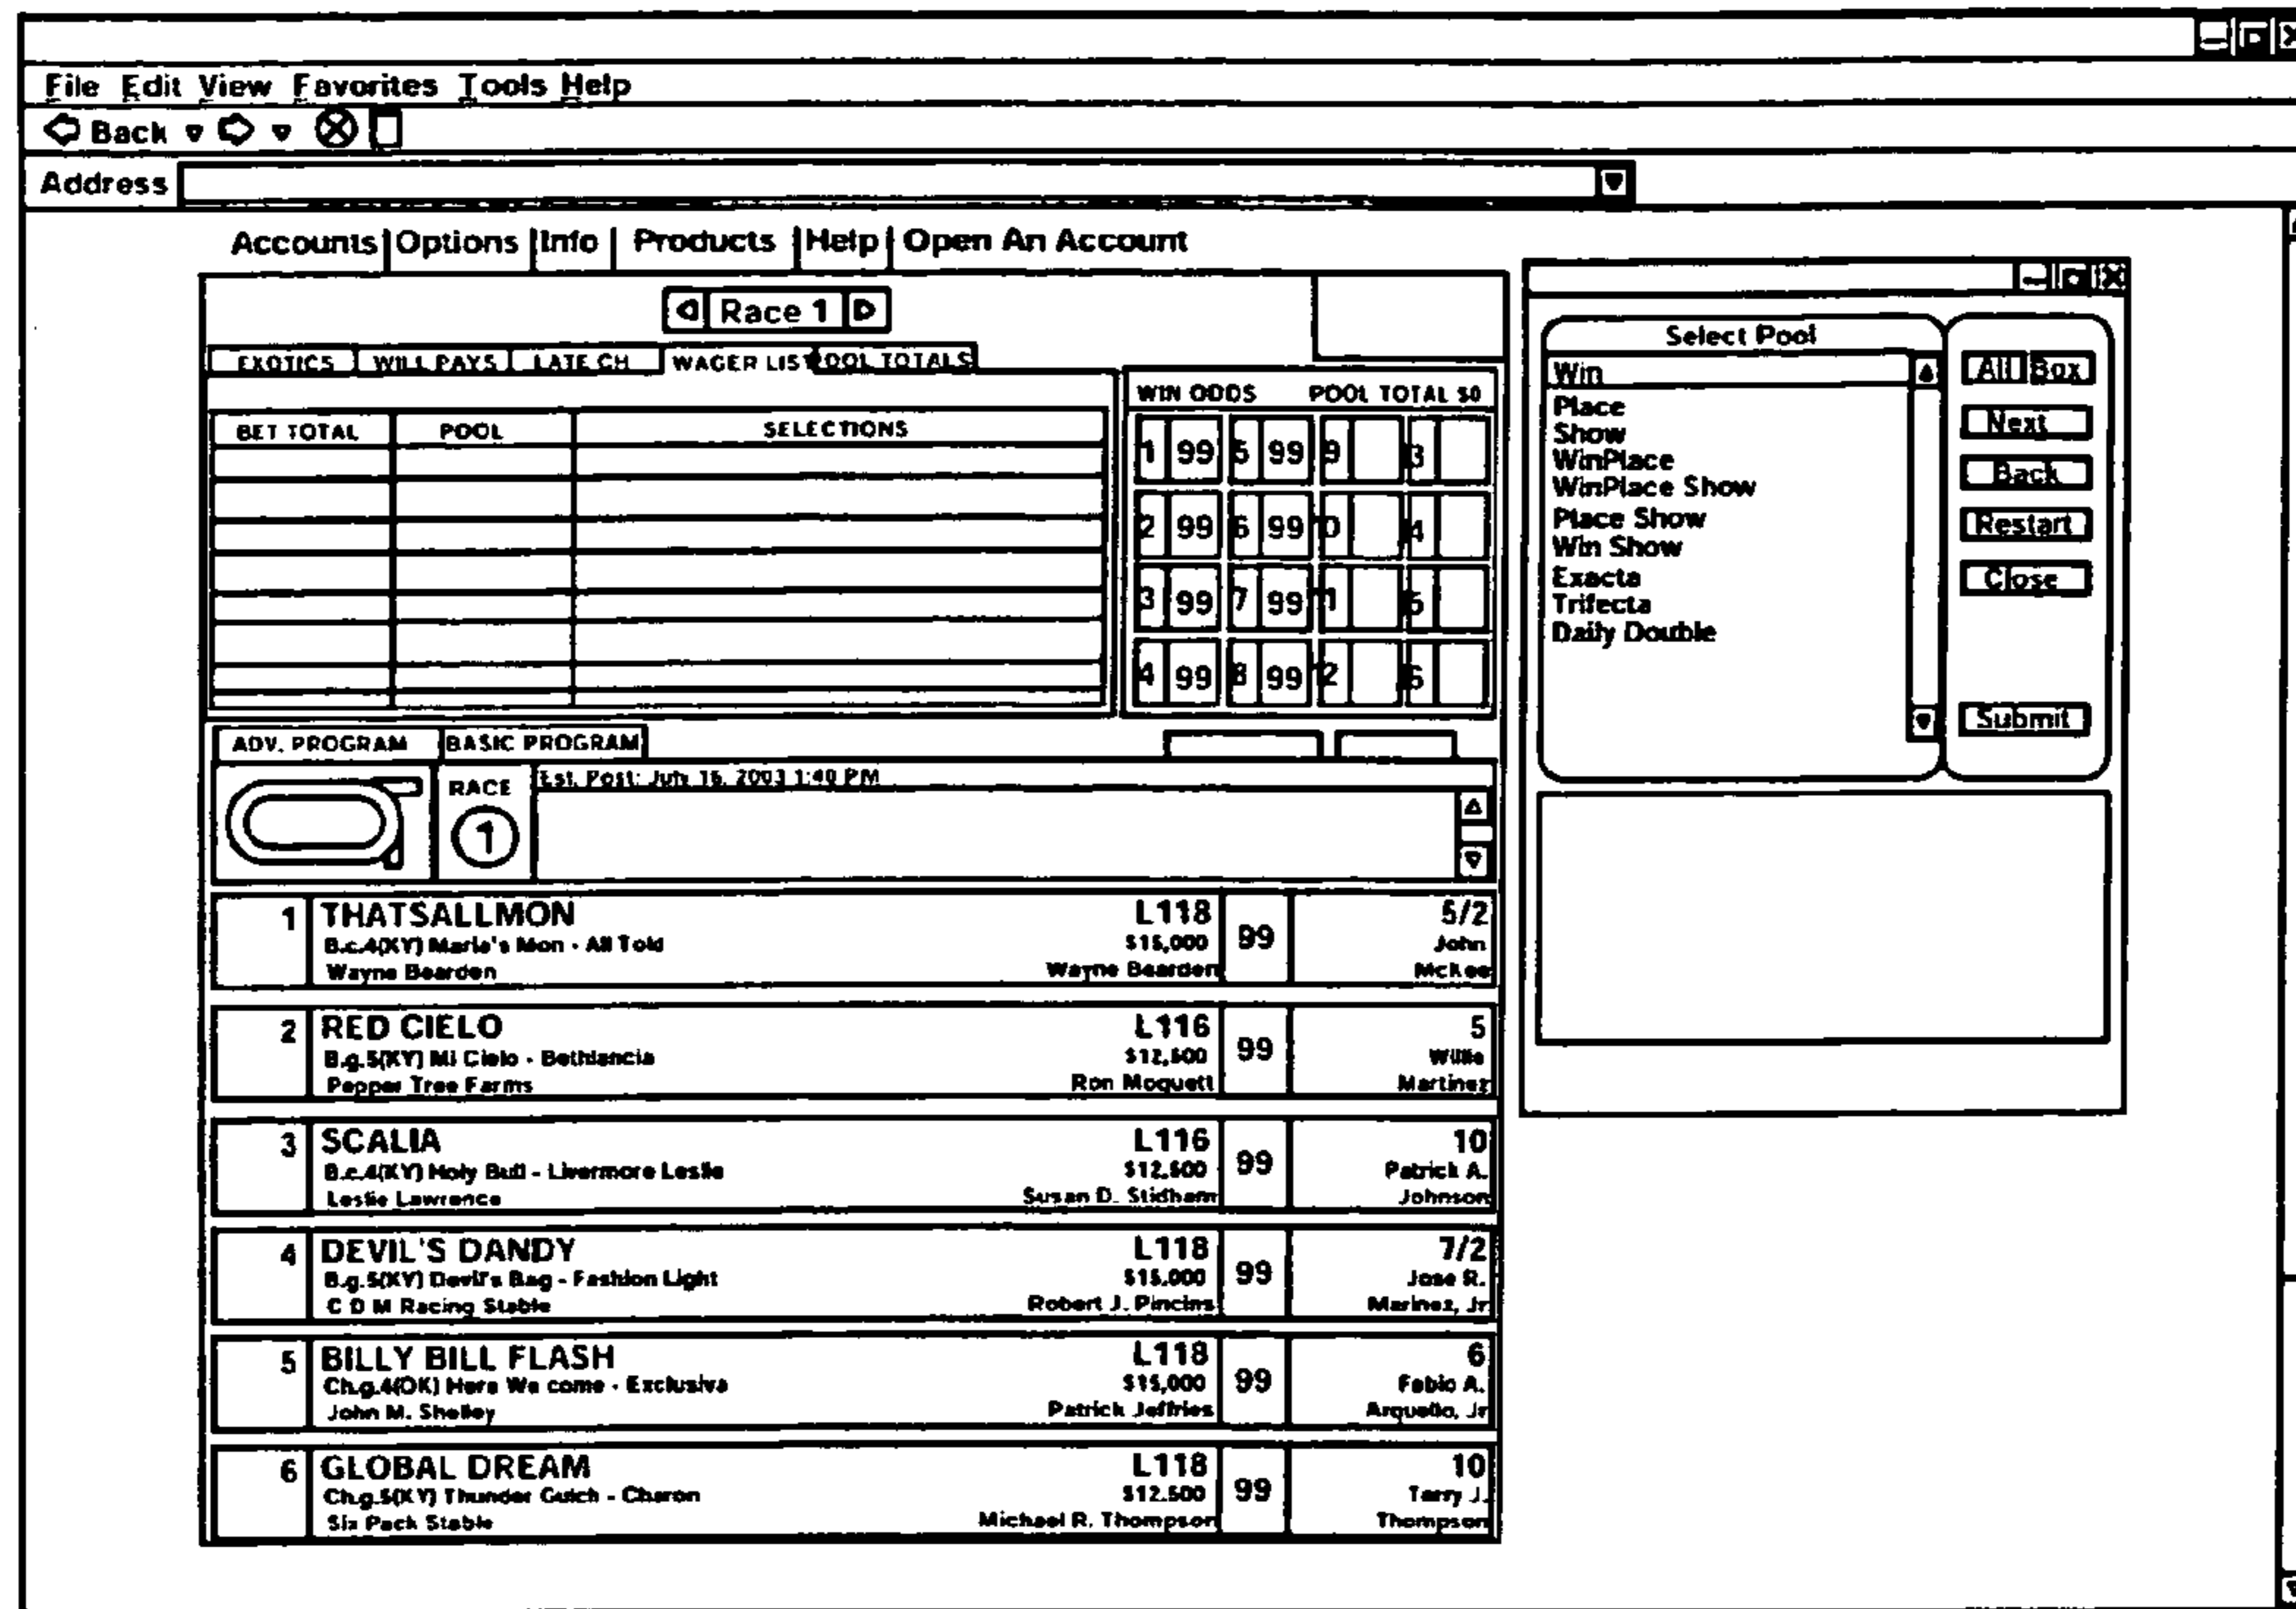 File Edit View Favorites Tools Help
Back
Address
Accounts Options Info Products Help Open An Account
Race 1
EXOTICS WILL PAYS LATE CH WAGER LIST OOL TOTALS
BET TOTAL POOL SELECTIONS
WIN ODDS POOL TOTAL $0
1 99 5 99 9 3
2 99 6 99 0 4
3 99 7 99 1 5
4 99 8 99 2 6
ADV. PROGRAM BASIC PROGRAM
RACE
1
Est. Post: July 16, 2003 1:40 PM
1 THATSALLMON L118 99 5/2
B.c.4(KY) Maria's Mon - All Told $15,000 John
Wayne Bearden Wayne Bearden McKee
2 RED CIELO L116 99 5
B.g.5(KY) Mi Cielo - Bethlancia $12,500 Willie
Pepper Tree Farms Ron Moquett Martinez
3 SCALIA L116 99 10
B.c.4(KY) Holy Bull - Livermore Leslie $12,500 Patrick A.
Leslie Lawrence Susan D. Stidham Johnson
4 DEVIL'S DANDY L118 99 7/2
B.g.5(KY) Devil's Bag - Fashion Light $15,000 Jose R.
C D M Racing Stable Robert J. Pincins Marinez, Jr
5 BILLY BILL FLASH L118 99 6
Ch.g.4(OK) Here We come - Exclusiva $15,000 Fabio A.
John M. Shelley Patrick Jeffries Arquello, Jr
6 GLOBAL DREAM L118 99 10
Ch.g.5(KY) Thunder Gulch - Charon $12,500 Terry J.
Six Pack Stable Michael R. Thompson Thompson
Select Pool
Win
Place
Show
WinPlace
WinPlace Show
Place Show
Win Show
Exacta
Trifecta
Daily Double
All Box
Next
Back
Restart
Close
Submit